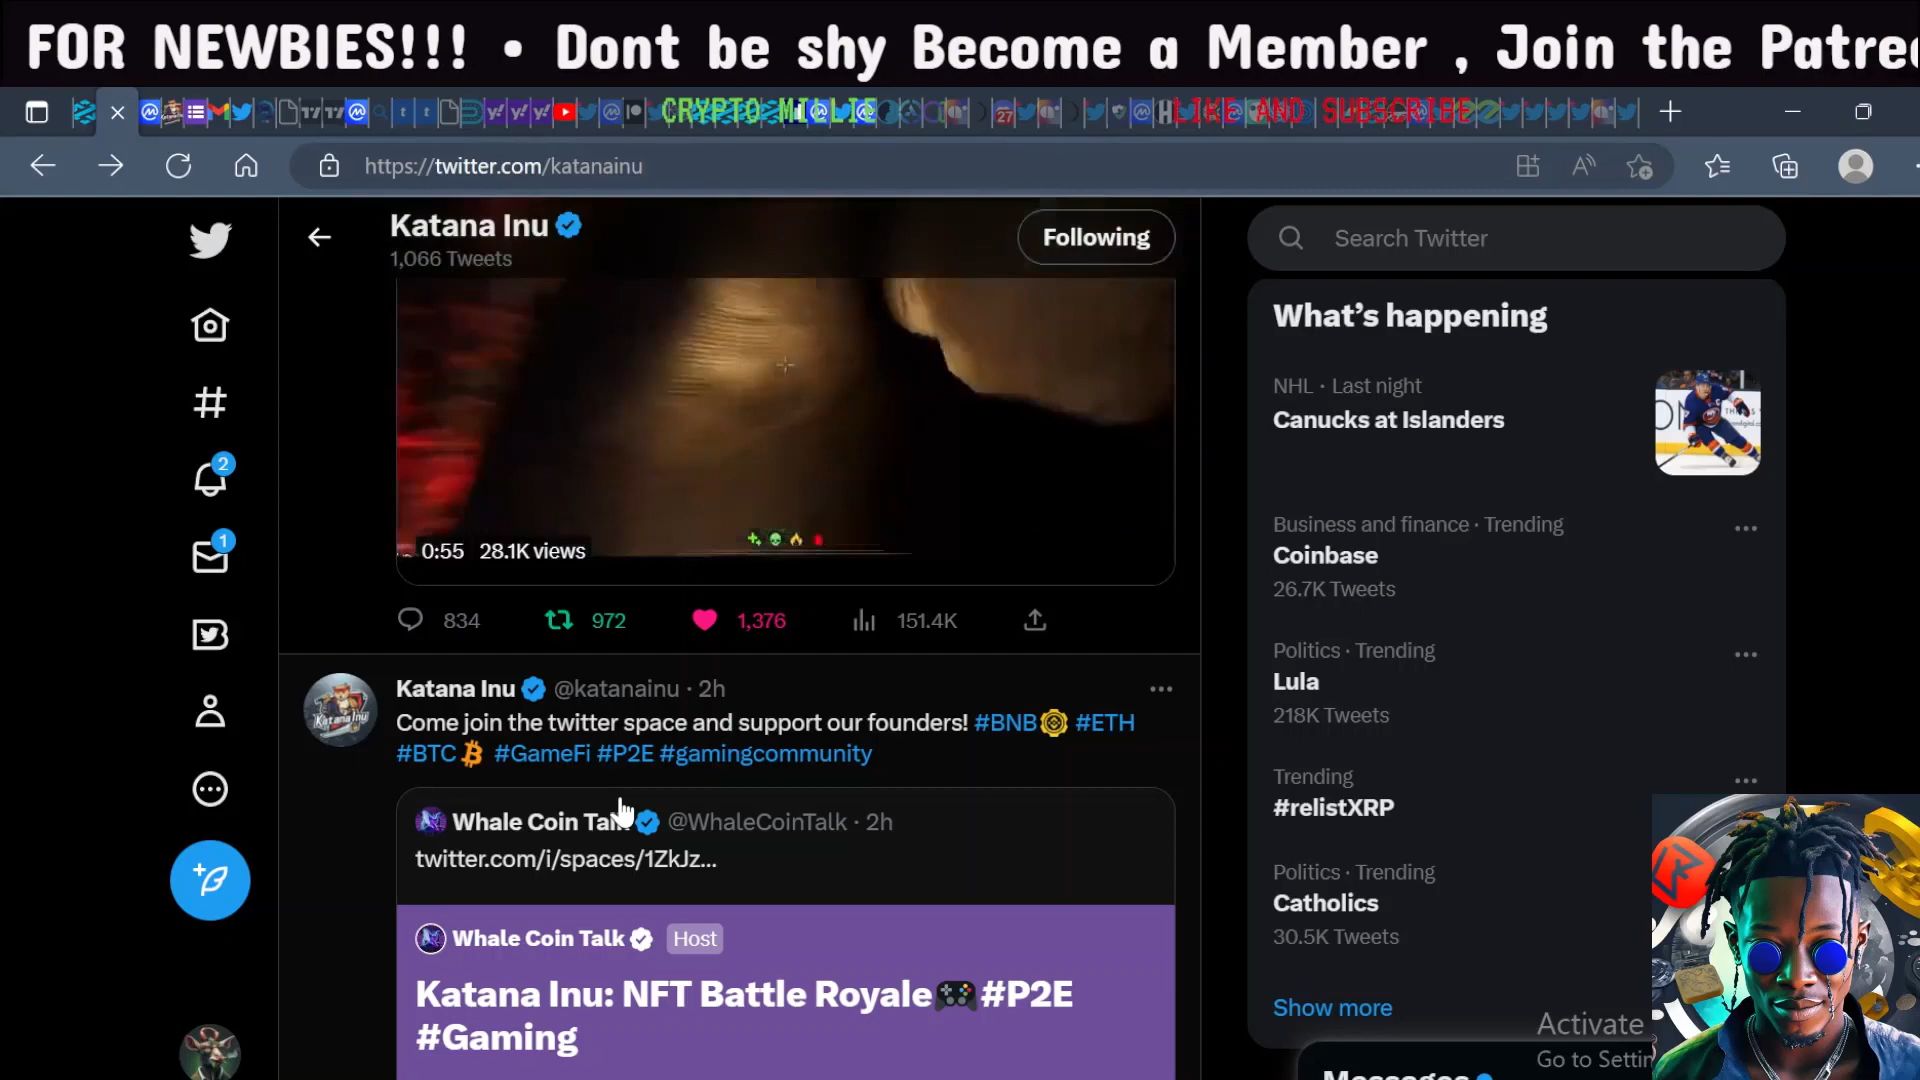 FOR NEWBIES!!! • Dont be shy Become a Member , Join the Patre
CRYPTO MILLIE
LIKE AND SUBSCRIBE
https://twitter.com/katanainu
Katana Inu
1,066 Tweets
Following
Search Twitter
What's happening
NHL · Last night
Canucks at Islanders
Business and finance · Trending
Coinbase
26.7K Tweets
Politics · Trending
Lula
218K Tweets
Trending
#relistXRP
Politics · Trending
Catholics
30.5K Tweets
Show more
2
1
0:55 28.1K views
834 972 1,376 151.4K
Katana Inu @katanainu · 2h
Come join the twitter space and support our founders! #BNB #ETH
#BTC #GameFi #P2E #gamingcommunity
Whale Coin Talk @WhaleCoinTalk · 2h
twitter.com/i/spaces/1ZkJz...
Whale Coin Talk Host
Katana Inu: NFT Battle Royale🎮#P2E
#Gaming
Activate
Go to Settin
Messages